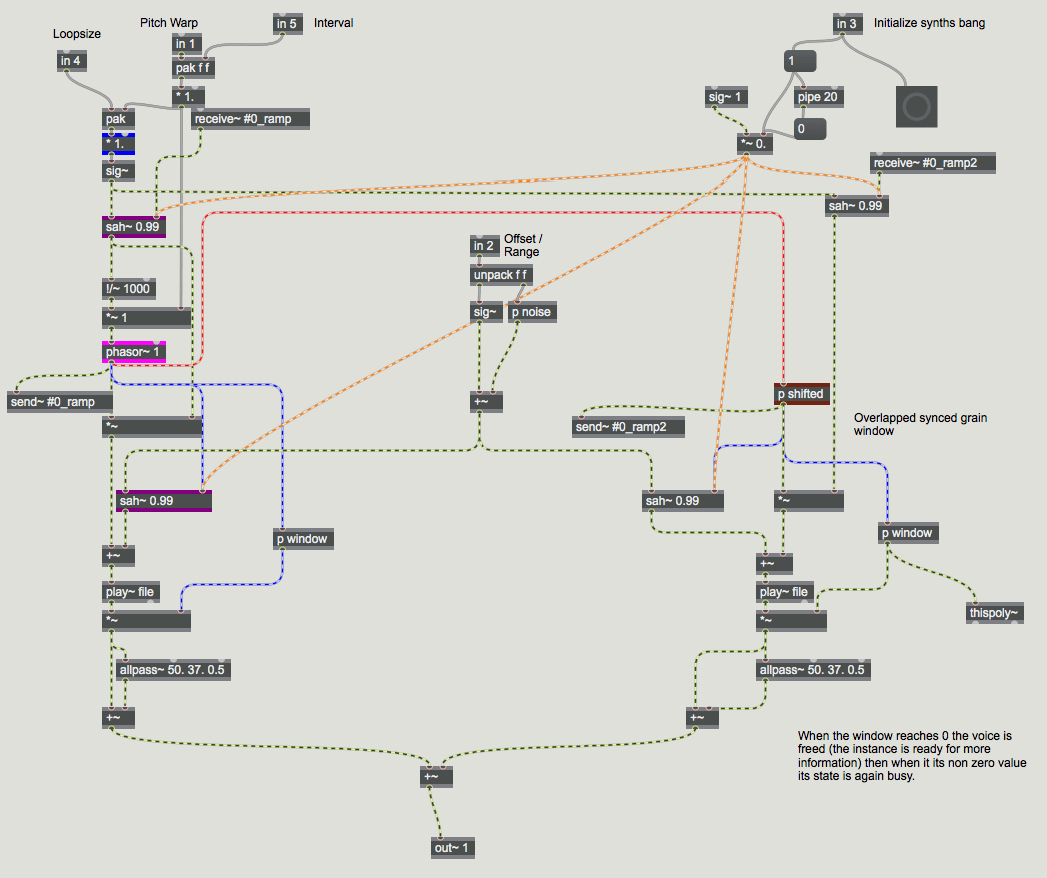 Pitch Warp
in 5
Interval
in 3
Initialize synths bang
Loopsize
in 4
in 1
pak f f
1
* 1.
sig~ 1
pipe 20
pak
receive~ #0_ramp
0
* 1.
*~ 0.
sig~
receive~ #0_ramp2
sah~ 0.99
sah~ 0.99
in 2
Offset /
Range
unpack f f
!/~ 1000
sig~
p noise
*~ 1
phasor~ 1
send~ #0_ramp
+~
p shifted
*~
send~ #0_ramp2
Overlapped synced grain
window
sah~ 0.99
sah~ 0.99
*~
p window
p window
+~
+~
play~ file
play~ file
*~
*~
thispoly~
allpass~ 50. 37. 0.5
allpass~ 50. 37. 0.5
+~
+~
When the window reaches 0 the voice is
freed (the instance is ready for more
information) then when it its non zero value
its state is again busy.
+~
out~ 1